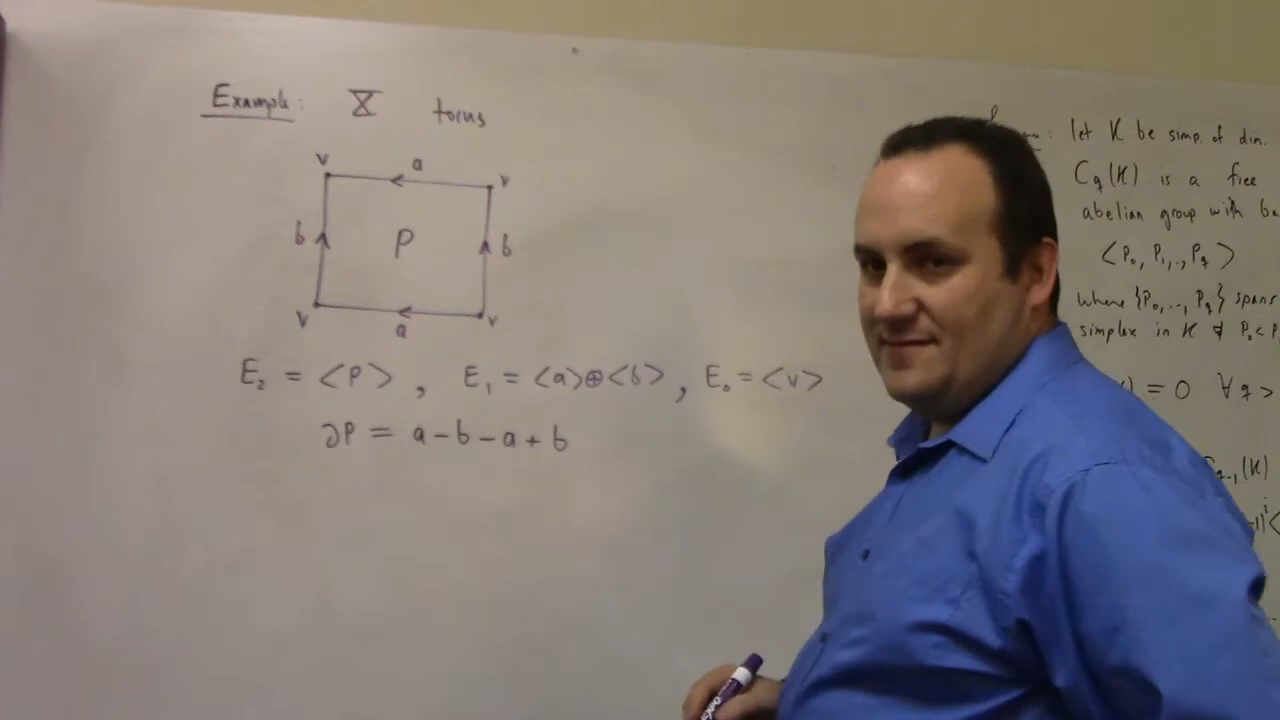 Example: X torus
v a v
b P b
v a v
E₂ = <P> , E₁ = <a>⊕<b> , E₀ = <v>
∂P = a - b - a + b
: let K be simp. of dim.
C_q(K) is a free
abelian group with
<P₀, P₁, .., P_q>
where {P₀, .., P_q} spans
simplex in K & P₀ <
) = 0 ∀ q >
q-1(K)